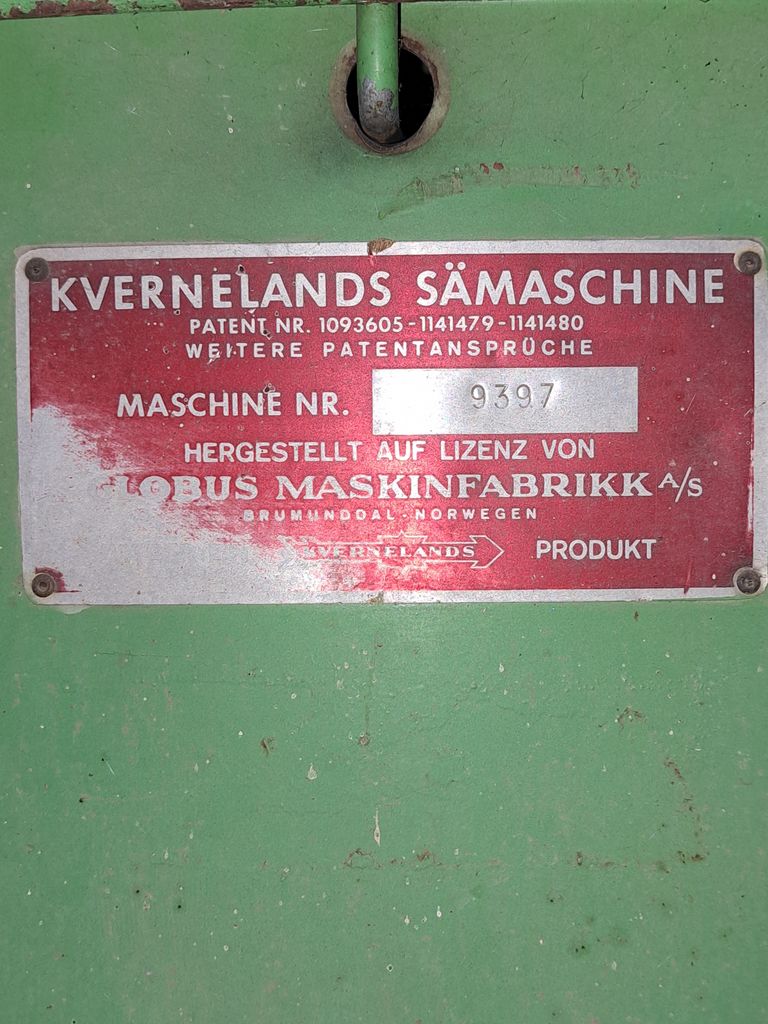 KVERNELANDS SÄMASCHINE
PATENT NR. 1093605-1141479-1141480
WEITERE PATENTANSPRÜCHE
MASCHINE NR. 9397
HERGESTELLT AUF LIZENZ VON
GLOBUS MASKINFABRIKK A/S
BRUMUNDDAL-NORWEGEN
KVERNELANDS PRODUKT